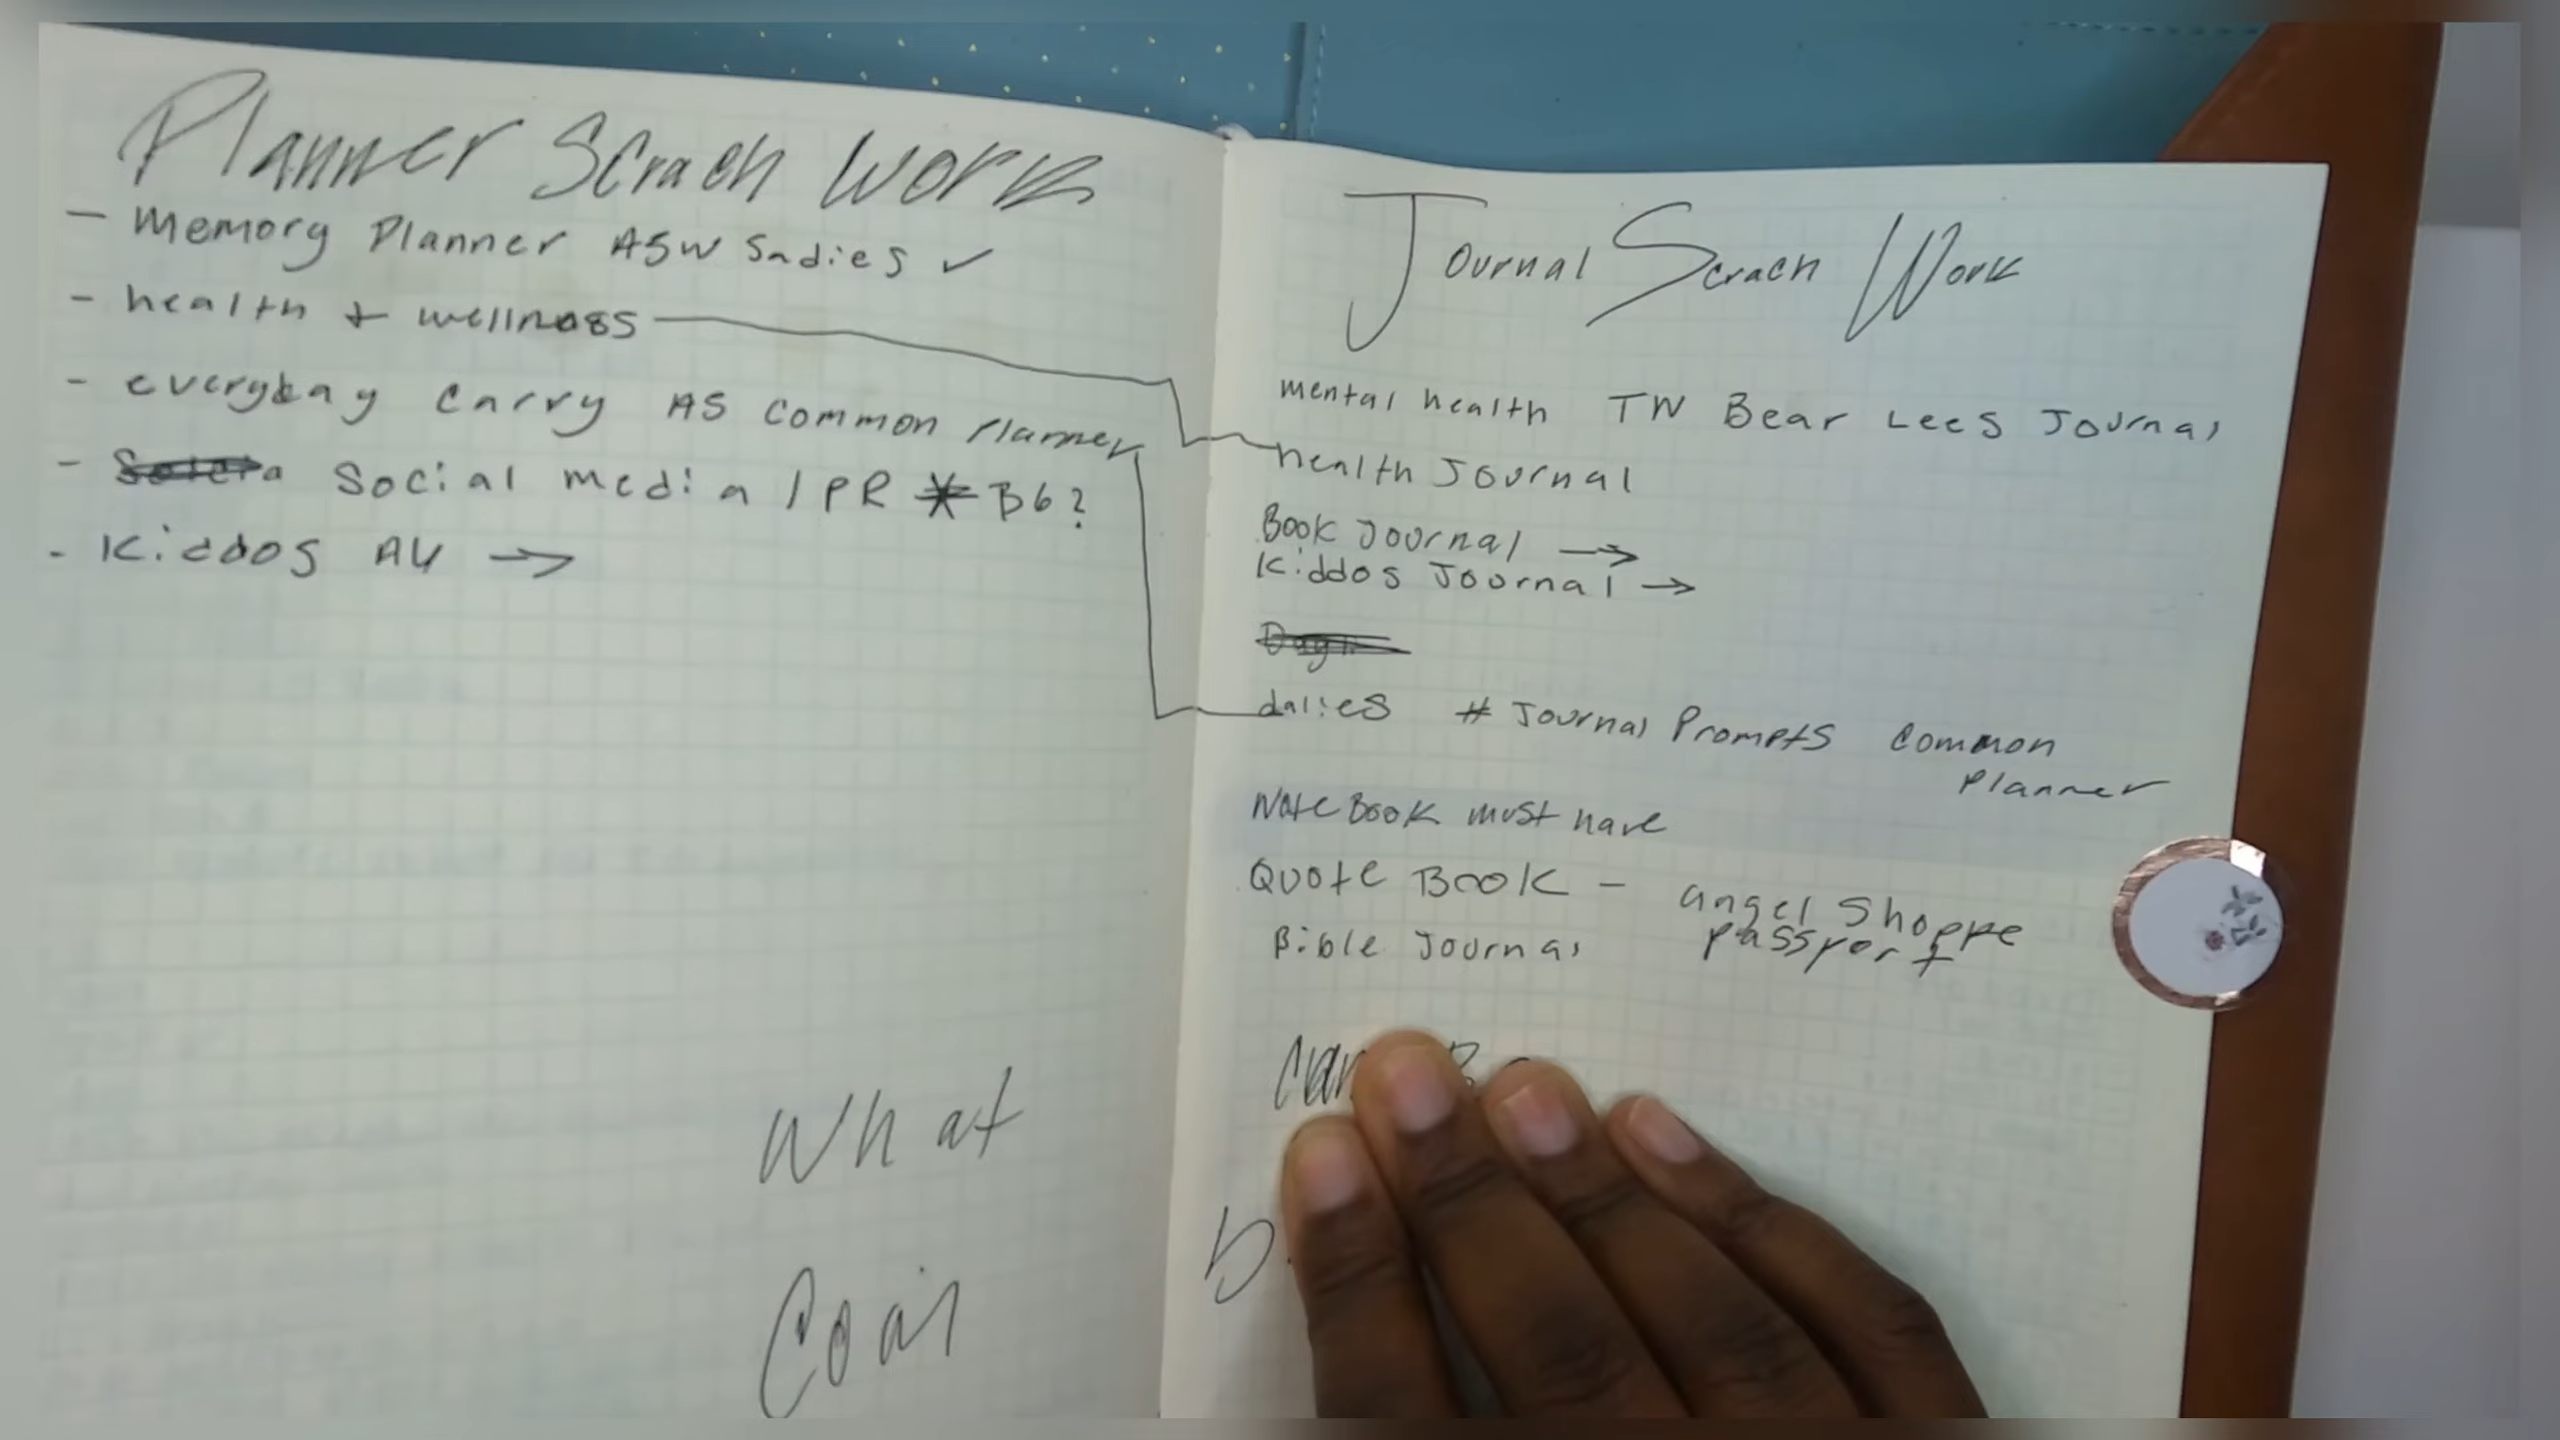 Planner Scrach Work
- Memory Planner A5W Sadies ✓
- health + wellness
- everyday carry A5 common Planner
- Social media / PR * B6?
- Kiddos A4 →
What
Journal Scrach Work
mental health TN Bear Lees Journal
health Journal
Book Journal →
Kiddos Journal →
dalies # Journal Prompts common
Planner
NoteBook must have
Quote Book - angel Shoppe
passport
Bible Journal